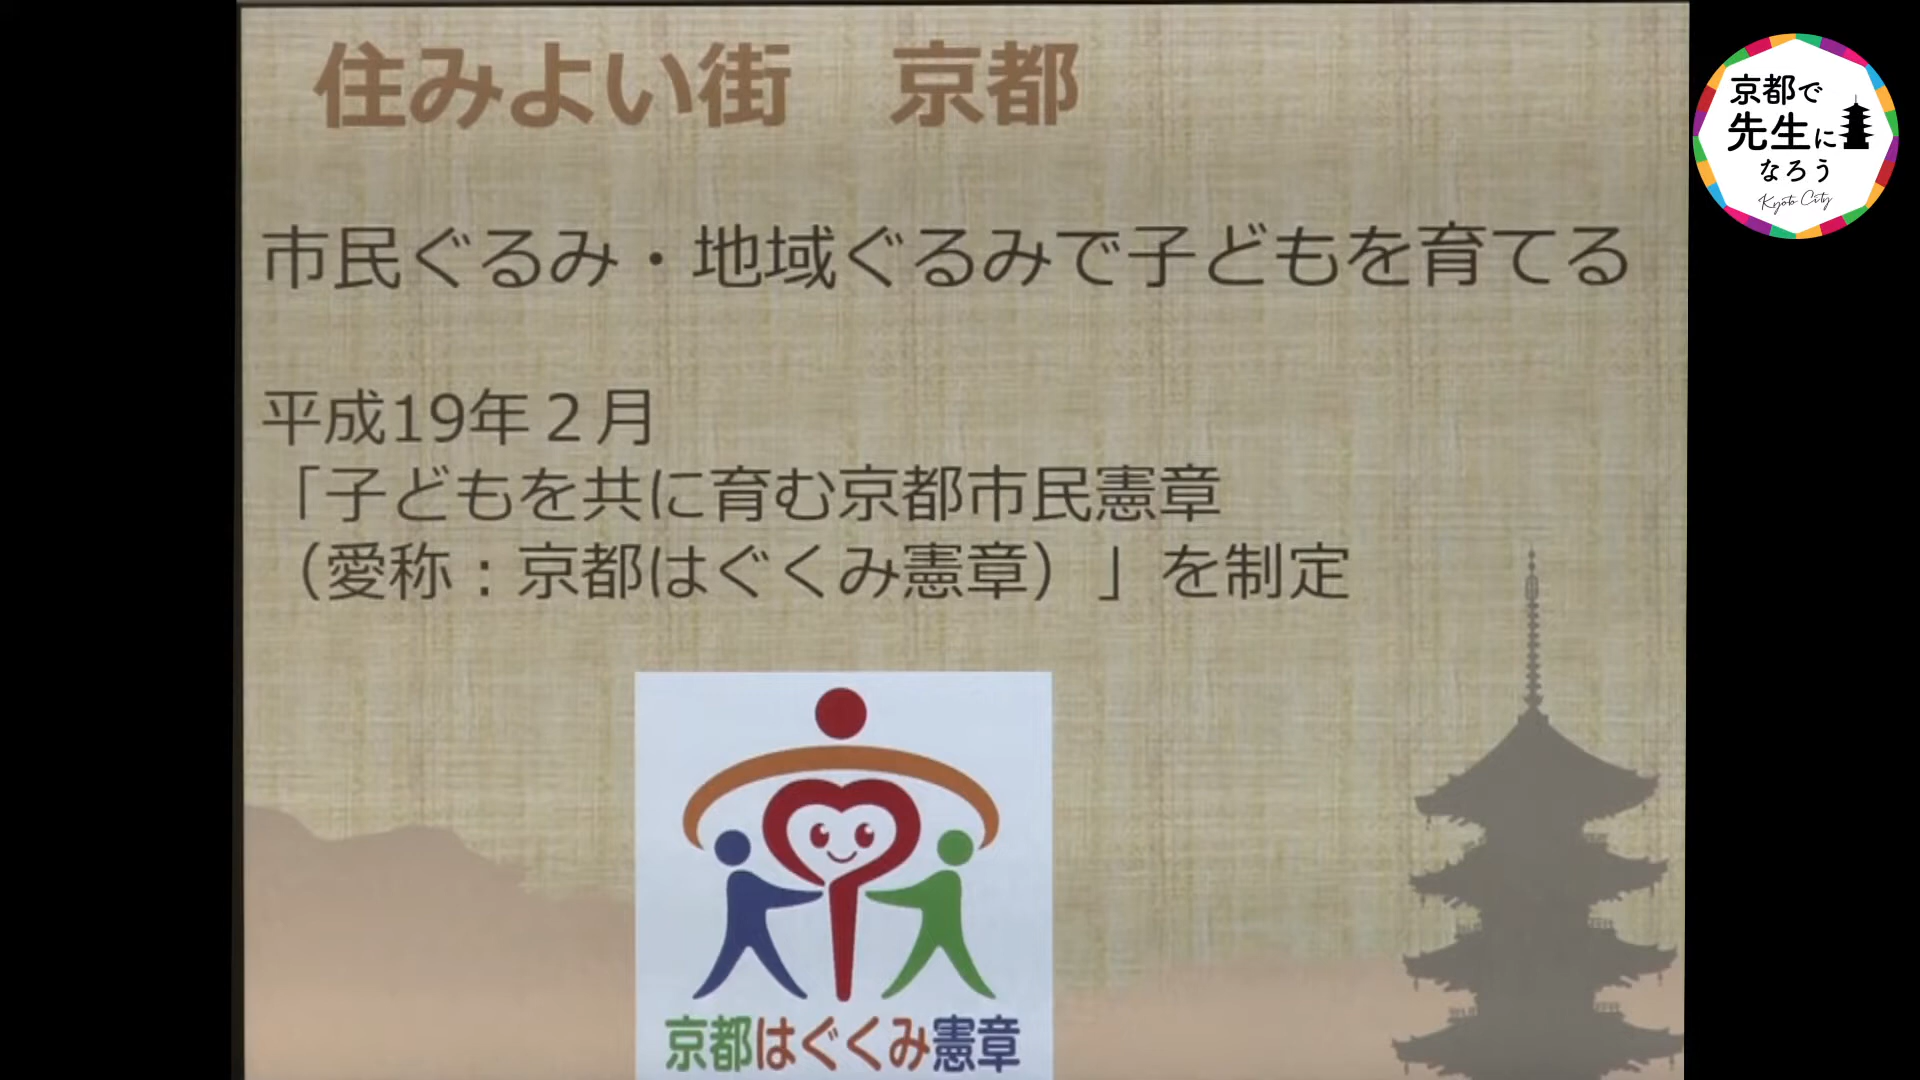 住みよい街　京都
市民ぐるみ・地域ぐるみで子どもを育てる
平成19年２月
「子どもを共に育む京都市民憲章
（愛称：京都はぐくみ憲章）」を制定
京都はぐくみ憲章
京都で
先生に
なろう
Kyoto City